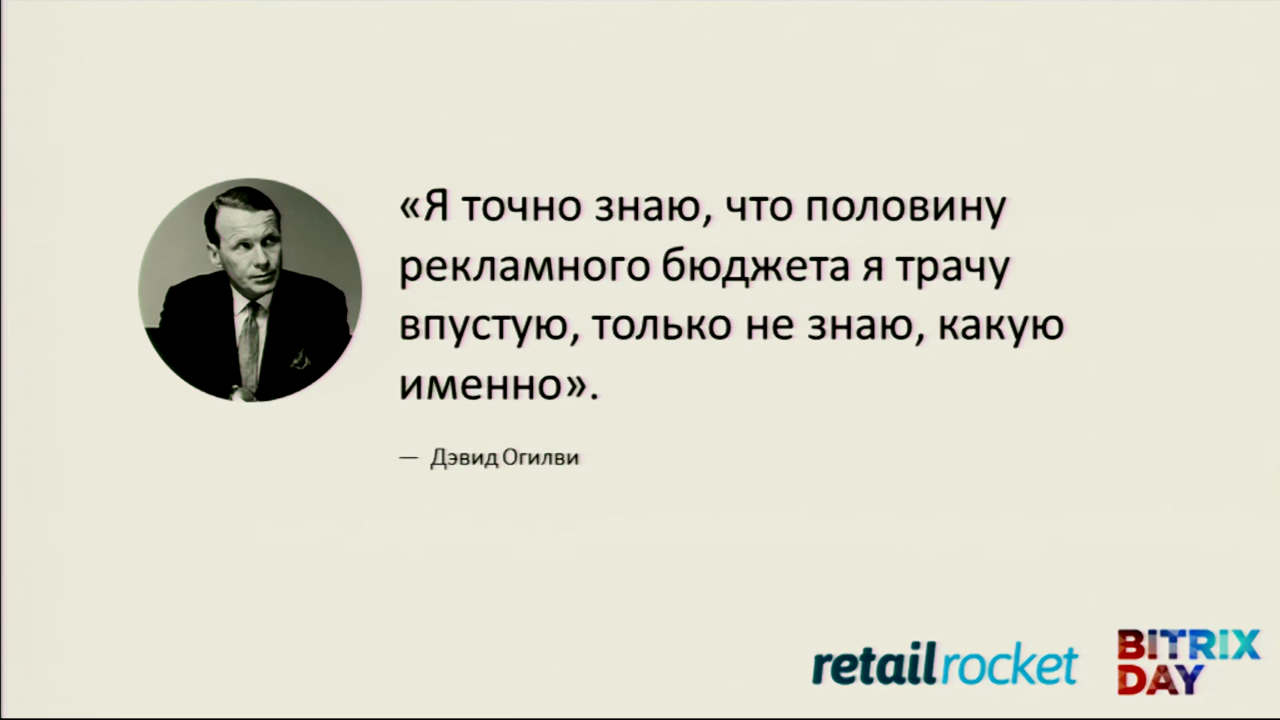 «Я точно знаю, что половину
рекламного бюджета я трачу
впустую, только не знаю, какую
именно».
— Дэвид Огилви
retailrocket
BITRIX
DAY